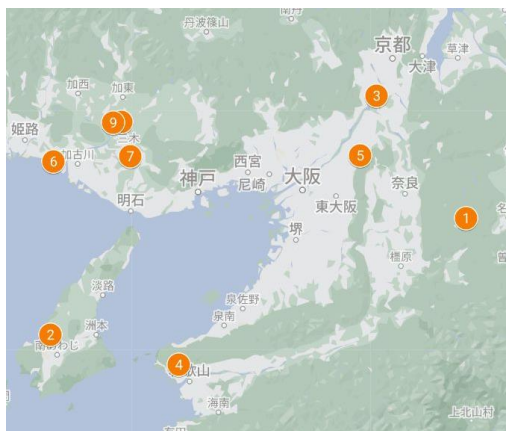 丹波篠山
京都
草津
大津
加西
加東
3
9
姫路
三木
6
加古川
7
神戸
西宮
尼崎
大阪
5
東大阪
奈良
明石
堺
1
橿原
淡路
泉佐野
泉南
2
洲本
南あわじ
4
海南
上北山村